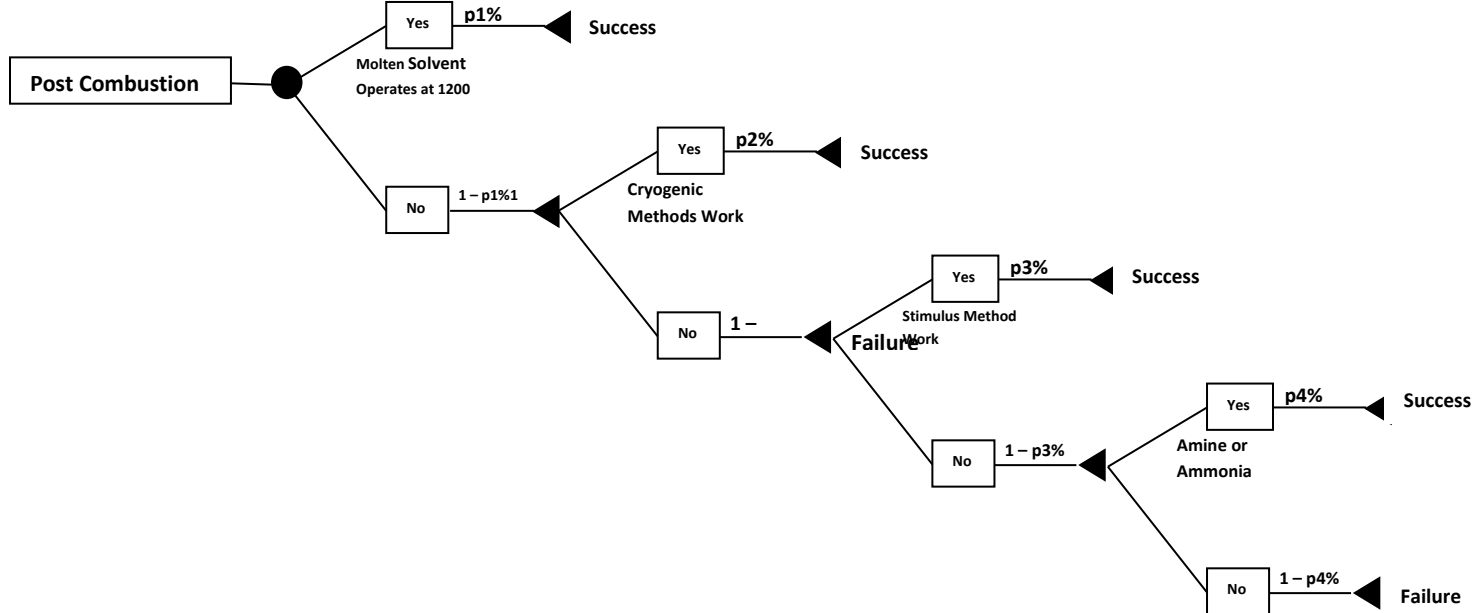 Yes
p1%
Success
Post Combustion
Molten Solvent
Operates at 1200
Yes
p2%
Success
No
1 – p1%1
Cryogenic
Methods Work
Yes
p3%
Success
No
1 –
Failure
Stimulus Method
Work
Yes
p4%
Success
No
1 – p3%
Amine or
Ammonia
No
1 – p4%
Failure